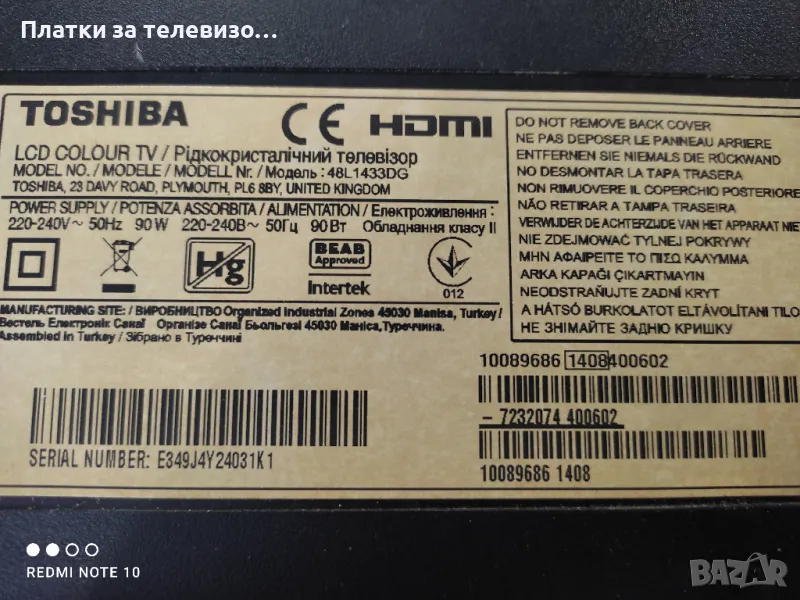 Платки за телевизо...
TOSHIBA
CE HDMI
LCD COLOUR TV / Рідкокристалічний телевізор
MODEL NO. / MODELE / MODELL Nr. / Модель : 48L1433DG
TOSHIBA, 23 DAVY ROAD, PLYMOUTH, PL6 8BY, UNITED KINGDOM
POWER SUPPLY / POTENZA ASSORBITA / ALIMENTATION / Електроживлення :
220-240V~ 50Hz 90W 220-240В~ 50Гц 90Вт Обладнання класу II
Hg
BEAB
Approved
Intertek
012
MANUFACTURING SITE: / ВИРОБНИЦТВО Organized Industrial Zones 45030 Manisa, Turkey /
Вестель Електронік Санаї Organize Санаї Бьольгезі 45030 Маніса, Туреччина.
Assembled in Turkey / Зібрано в Туреччині
SERIAL NUMBER: E349J4Y24031K1
DO NOT REMOVE BACK COVER
NE PAS DEPOSER LE PANNEAU ARRIERE
ENTFERNEN SIE NIEMALS DIE RÜCKWAND
NO DESMONTAR LA TAPA TRASERA
NON RIMUOVERE IL COPERCHIO POSTERIORE
NÃO RETIRAR A TAMPA TRASEIRA
VERWIJDER DE ACHTERZIJDE VAN HET APPARAAT NIET
NIE ZDEJMOWAĆ TYLNEJ POKRYWY
ΜΗΝ ΑΦΑΙΡΕΙΤΕ ΤΟ ΠΙΣΩ ΚΑΛΥΜΜΑ
ARKA KAPAĞI ÇIKARTMAYIN
NEODSTRAŇUJTE ZADNÍ KRYT
A HÁTSÓ BURKOLATOT ELTÁVOLÍTANI TILO
НЕ ЗНІМАЙТЕ ЗАДНЮ КРИШКУ
10089686 1408400602
- 7232074 400602
10089686 1408
REDMI NOTE 10
BAZAR